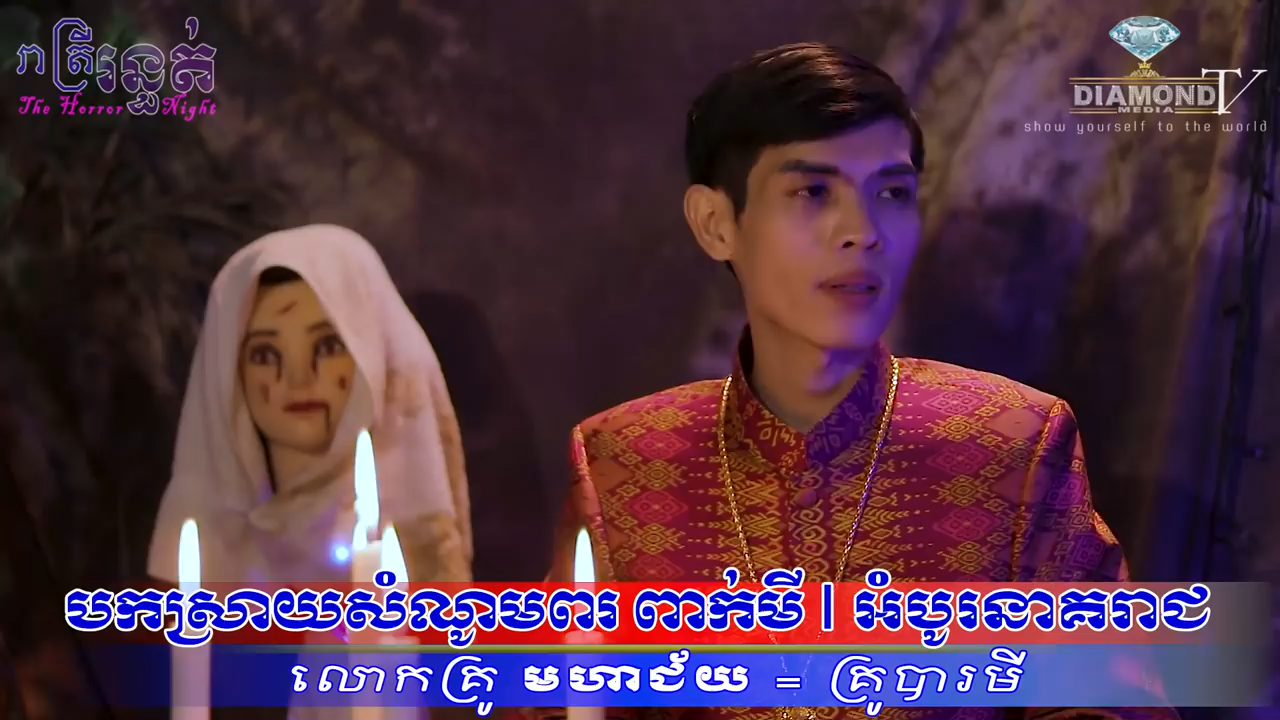 រាត្រីរន្ធត់
The Horror Night
DIAMOND TV
MEDIA
show yourself to the world
បកស្រាយសំណូមពរ ពាក់មី | អំបូរនាគរាជ
លោកគ្រូ មហាជ័យ = គ្រូបារមី